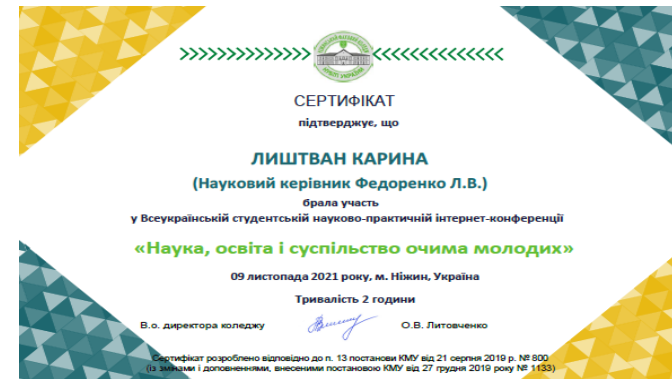 СЕРТИФІКАТ
підтверджує, що
ЛИШТВАН КАРИНА
(Науковий керівник Федоренко Л.В.)
брала участь
у Всеукраїнській студентській науково-практичній інтернет-конференції
«Наука, освіта і суспільство очима молодих»
09 листопада 2021 року, м. Ніжин, Україна
Тривалість 2 години
В.о. директора коледжу О.В. Литовченко
Сертифікат розроблено відповідно до п. 13 постанови КМУ від 21 серпня 2019 р. № 800
(із змінами і доповненнями, внесеними постановою КМУ від 27 грудня 2019 року № 1133)